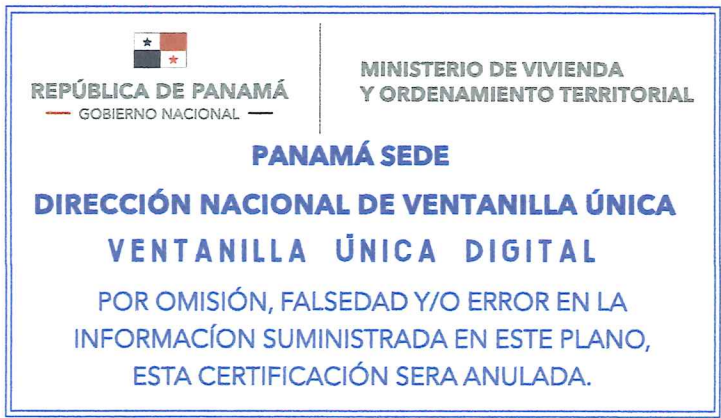 REPÚBLICA DE PANAMÁ
GOBIERNO NACIONAL
MINISTERIO DE VIVIENDA
Y ORDENAMIENTO TERRITORIAL
PANAMÁ SEDE
DIRECCIÓN NACIONAL DE VENTANILLA ÚNICA
VENTANILLA ÚNICA DIGITAL
POR OMISIÓN, FALSEDAD Y/O ERROR EN LA
INFORMACÍON SUMINISTRADA EN ESTE PLANO,
ESTA CERTIFICACIÓN SERA ANULADA.